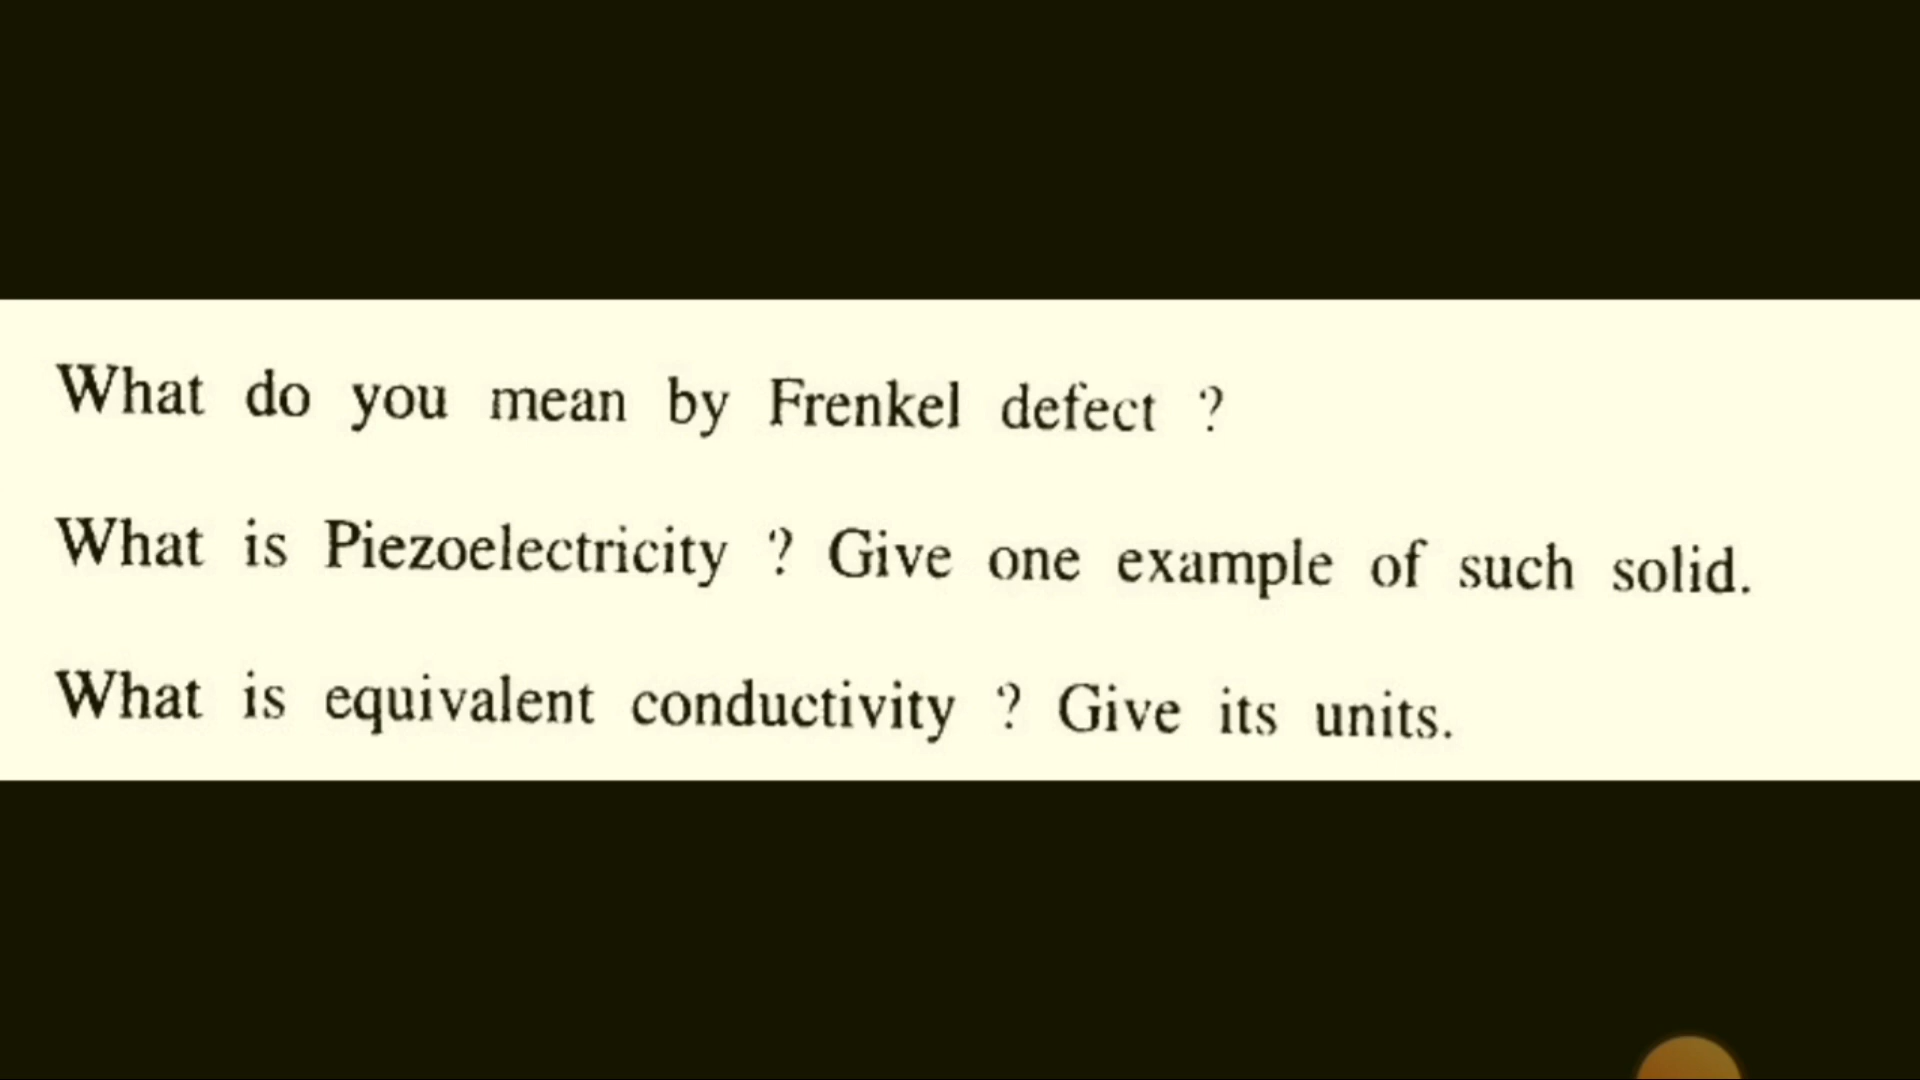 What do you mean by Frenkel defect ?
What is Piezoelectricity ? Give one example of such solid.
What is equivalent conductivity ? Give its units.